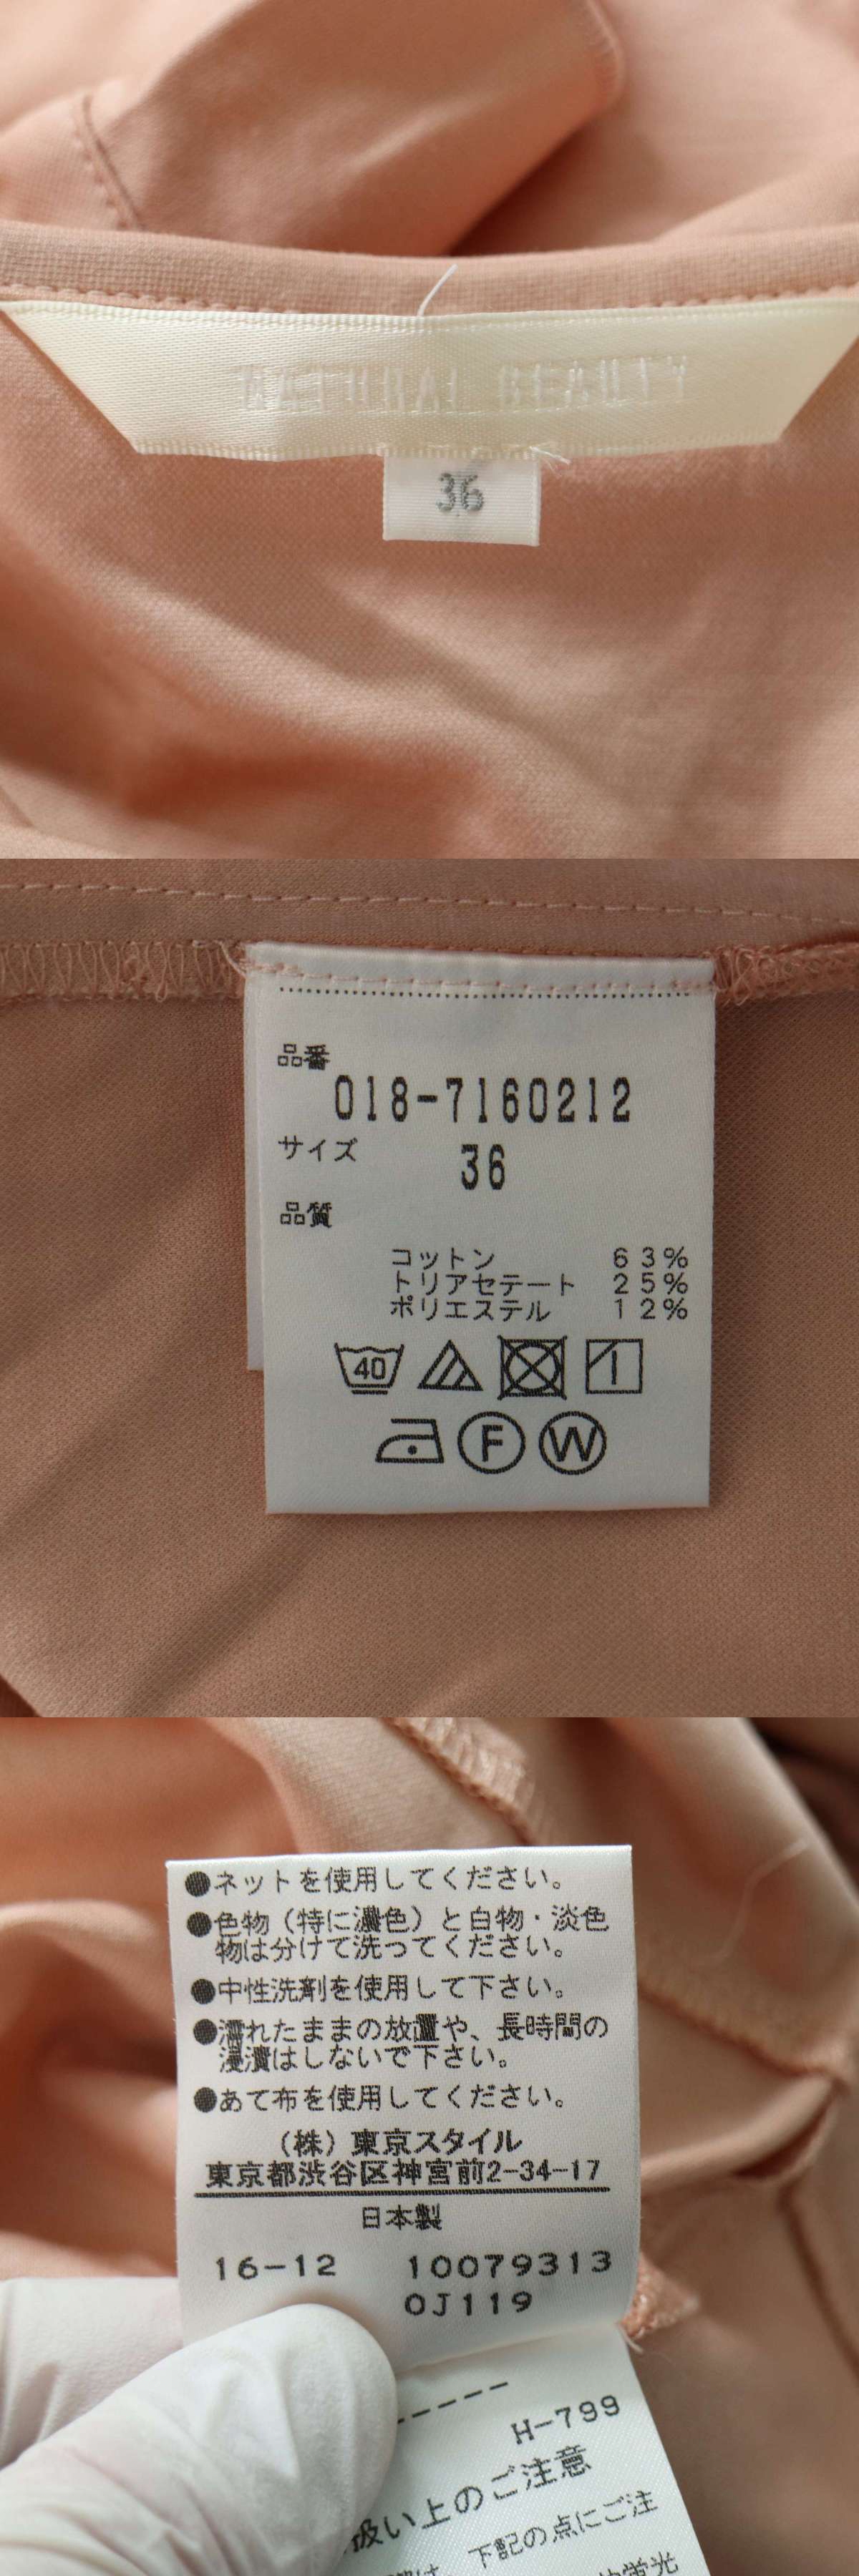 NATURAL BEAUTY
36
品番
018-7160212
サイズ
36
品質
コットン 63%
トリアセテート 25%
ポリエステル 12%
40
F W
●ネットを使用してください。
●色物（特に濃色）と白物・淡色
物は分けて洗ってください。
●中性洗剤を使用して下さい。
●濡れたままの放置や、長時間の
浸漬はしないで下さい。
●あて布を使用してください。
（株）東京スタイル
東京都渋谷区神宮前2-34-17
日本製
16-12 10079313
0J119
H-799
扱い上のご注意
下記の点にご注
蛍光